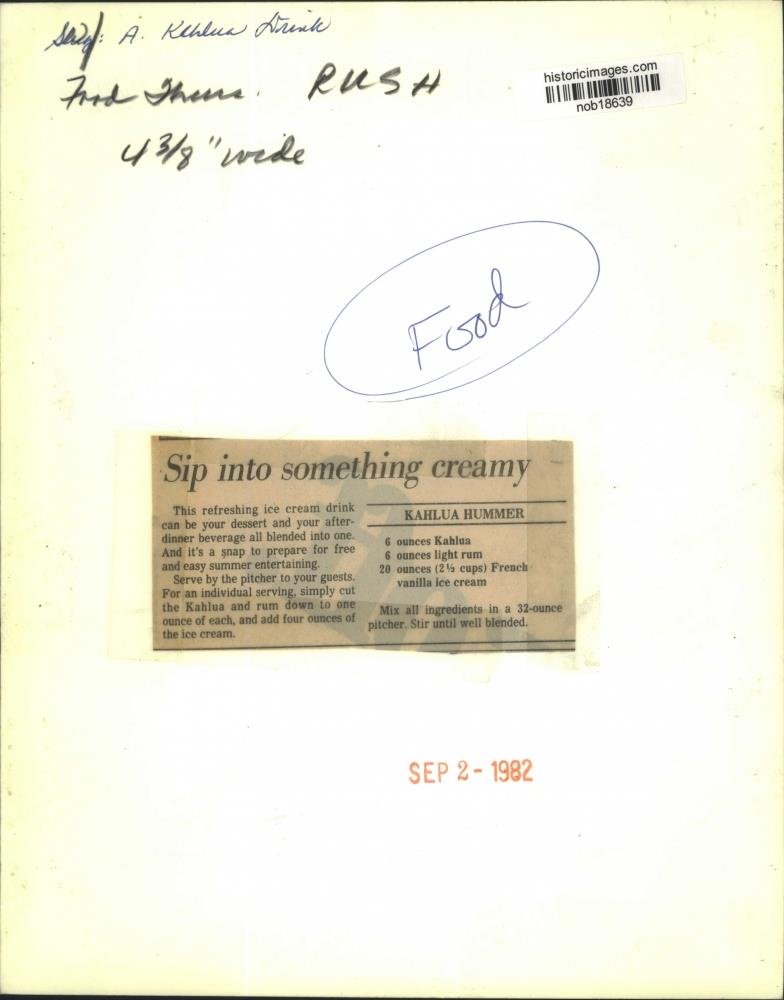 Slug: A. Kahlua Drink
Food Thurs. RUSH
4 3/8" wide
historicimages.com
nob18639
Food
Sip into something creamy
This refreshing ice cream drink
can be your dessert and your after-
dinner beverage all blended into one.
And it's a snap to prepare for free
and easy summer entertaining.
Serve by the pitcher to your guests.
For an individual serving, simply cut
the Kahlua and rum down to one
ounce of each, and add four ounces of
the ice cream.
KAHLUA HUMMER
6 ounces Kahlua
6 ounces light rum
20 ounces (2½ cups) French
vanilla ice cream
Mix all ingredients in a 32-ounce
pitcher. Stir until well blended.
SEP 2 - 1982